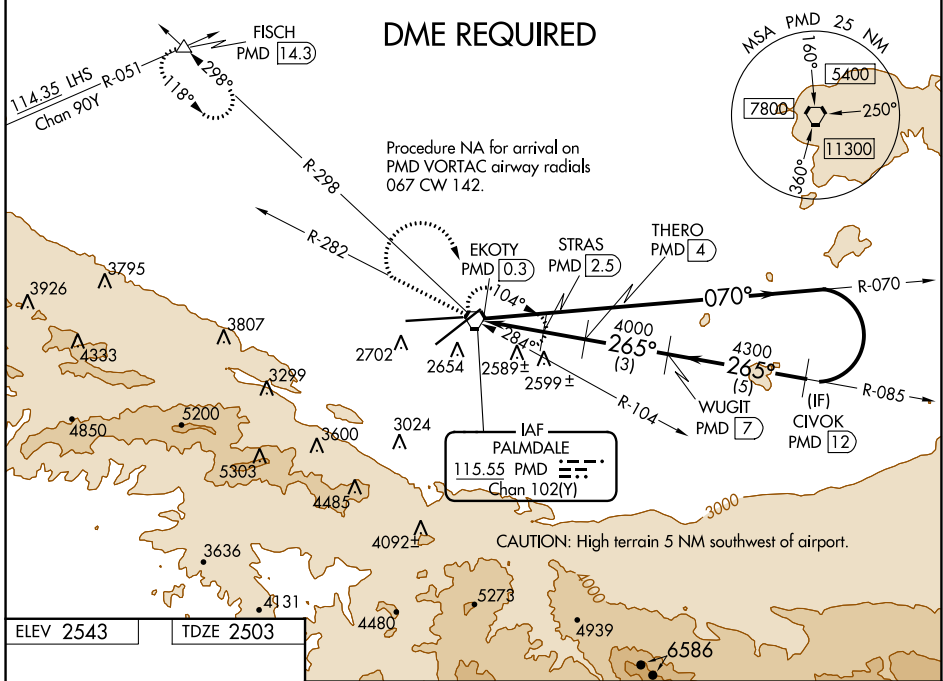 DME REQUIRED
FISCH
PMD 14.3
114.35 LHS
Chan 90Y
R-051
298°
118°
R-298
MSA PMD 25 NM
160°
5400
7800
250°
11300
360°
Procedure NA for arrival on
PMD VORTAC airway radials
067 CW 142.
R-282
EKOTY
PMD 0.3
STRAS
PMD 2.5
THERO
PMD 4
104°
284°
070°
R-070
4000
265°
(3)
4300
265°
(5)
R-085
R-104
WUGIT
PMD 7
(IF)
CIVOK
PMD 12
3926
3795
4333
3807
3299
2702
2654
2589±
2599±
4850
5200
5303
3600
3024
4485
4092±
IAF
PALMDALE
115.55 PMD
Chan 102(Y)
3000
CAUTION: High terrain 5 NM southwest of airport.
3636
4131
4480
5273
4000
4939
6586
ELEV 2543
TDZE 2503